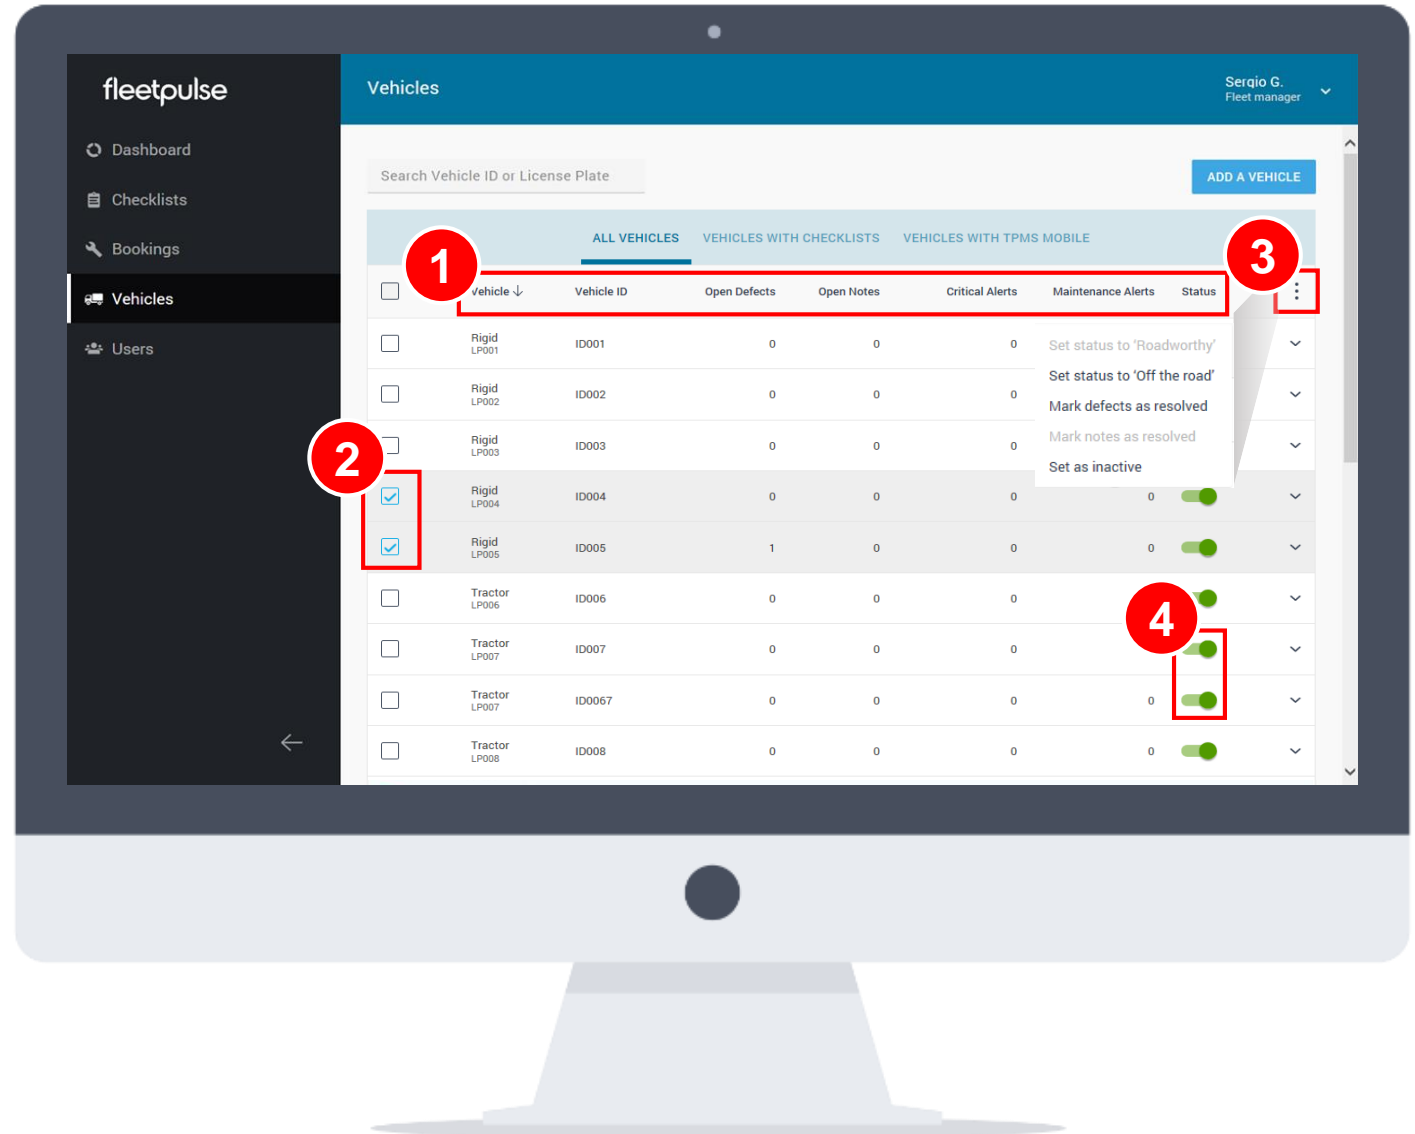 fleetpulse
Dashboard
Checklists
Bookings
Vehicles
Users
Vehicles
Sergio G.
Fleet manager
Search Vehicle ID or License Plate
ADD A VEHICLE
ALL VEHICLES VEHICLES WITH CHECKLISTS VEHICLES WITH TPMS MOBILE
1
3
Vehicle Vehicle ID Open Defects Open Notes Critical Alerts Maintenance Alerts Status
Rigid
LP001 ID001 0 0 0
Rigid
LP002 ID002 0 0 0
Rigid
LP003 ID003 0 0 0
Set status to 'Roadworthy'
Set status to 'Off the road'
Mark defects as resolved
Mark notes as resolved
Set as inactive
2
Rigid
LP004 ID004 0 0 0 0
Rigid
LP005 ID005 1 0 0 0
Tractor
LP006 ID006 0 0 0
4
Tractor
LP007 ID007 0 0 0
Tractor
LP007 ID0067 0 0 0 0
Tractor
LP008 ID008 0 0 0 0